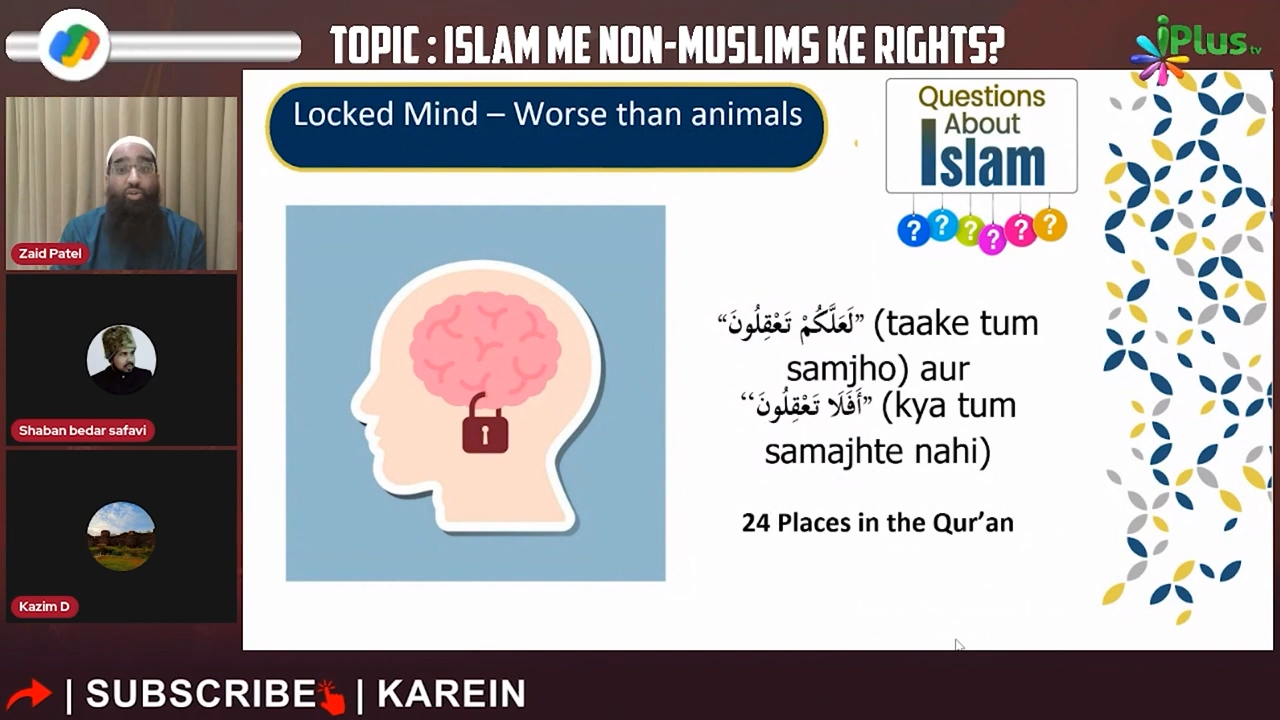 TOPIC : ISLAM ME NON-MUSLIMS KE RIGHTS?
iPlus tv
Zaid Patel
Shaban bedar safavi
Kazim D
Locked Mind – Worse than animals
Questions
About
Islam
? ? ? ? ? ?
“لَعَلَّكُمْ تَعْقِلُونَ” (taake tum
samjho) aur
“أَفَلَا تَعْقِلُونَ” (kya tum
samajhte nahi)
24 Places in the Qur’an
| SUBSCRIBE | KAREIN